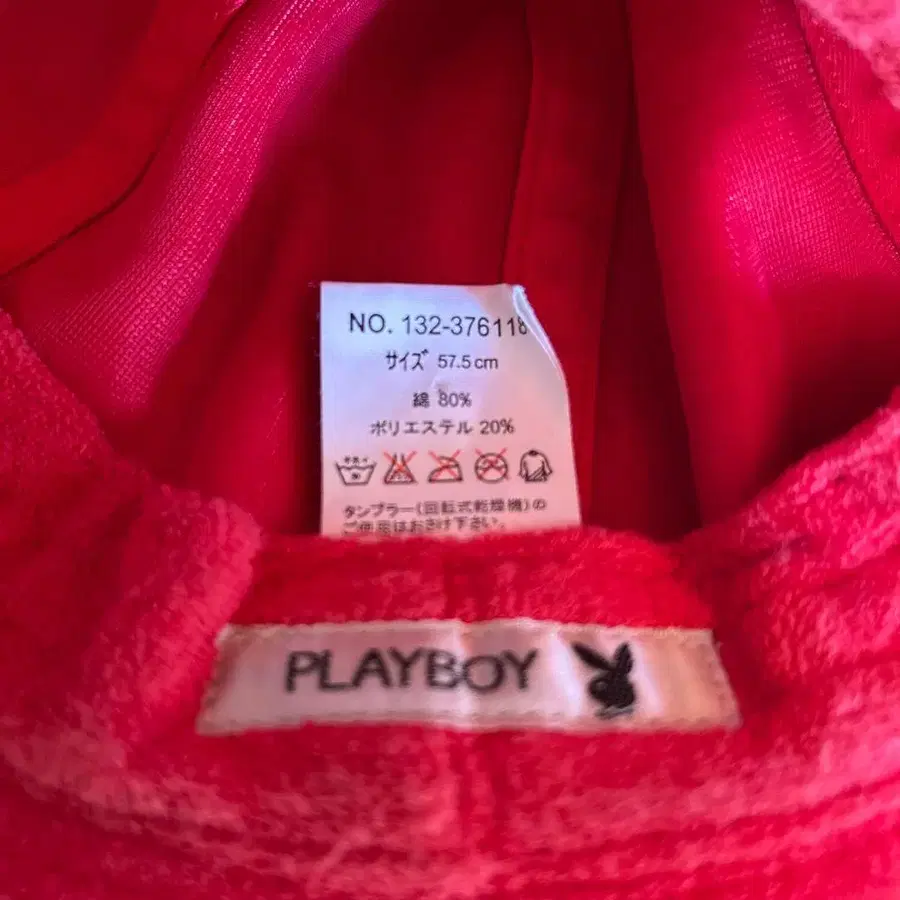 NO. 132-376118
サイズ 57.5cm
綿 80%
ポリエステル 20%
タンブラー(回転式乾燥機)の
ご使用はおさけ下さい。
PLAYBOY